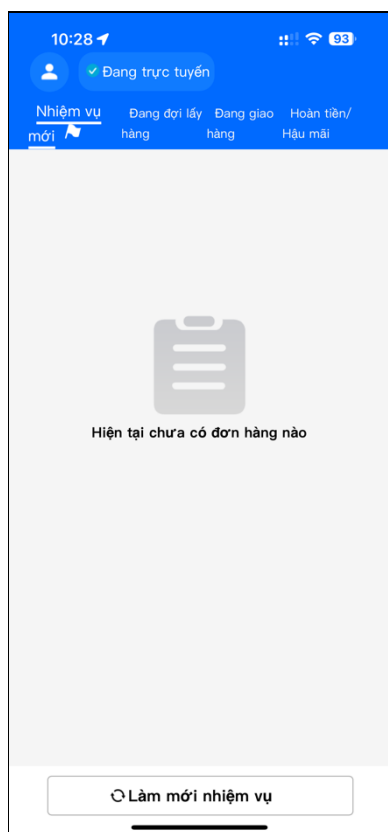 10:28
93
Đang trực tuyến
Nhiệm vụ mới
Đang đợi lấy hàng
Đang giao hàng
Hoàn tiền/ Hậu mãi
Hiện tại chưa có đơn hàng nào
Làm mới nhiệm vụ